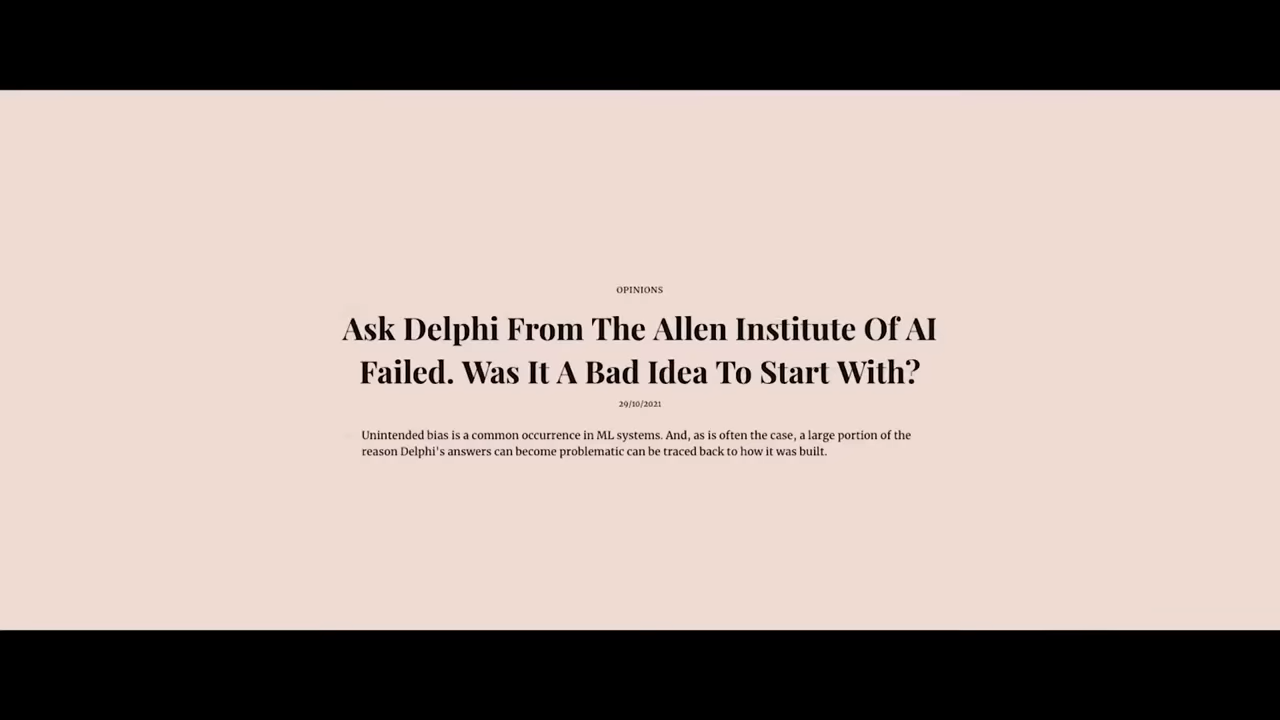 OPINIONS
Ask Delphi From The Allen Institute Of AI
Failed. Was It A Bad Idea To Start With?
29/10/2021
Unintended bias is a common occurrence in ML systems. And, as is often the case, a large portion of the
reason Delphi's answers can become problematic can be traced back to how it was built.